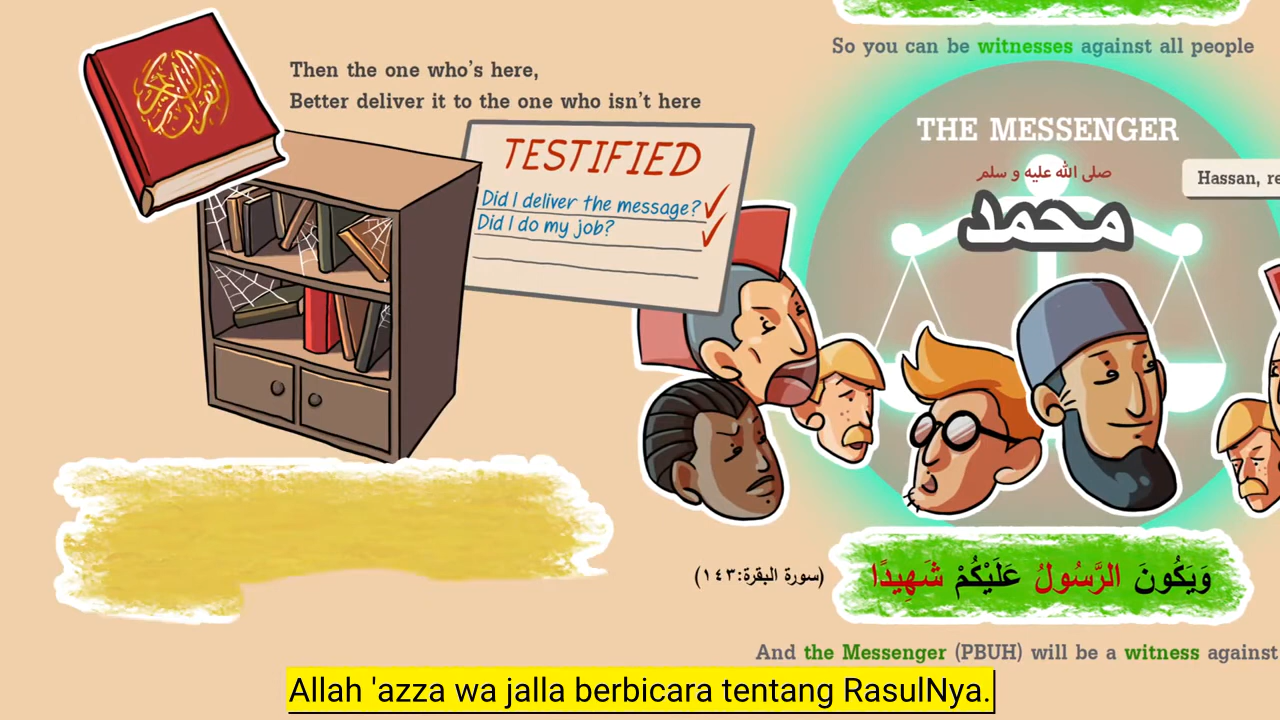 So you can be witnesses against all people
Then the one who's here,
Better deliver it to the one who isn't here
THE MESSENGER
صلى الله عليه و سلم
محمد
Hassan, re
TESTIFIED
Did I deliver the message?
Did I do my job?
وَيَكُونَ الرَّسُولُ عَلَيْكُمْ شَهِيدًا
(سورة البقرة:١٤٣)
And the Messenger (PBUH) will be a witness against
Allah 'azza wa jalla berbicara tentang RasulNya.